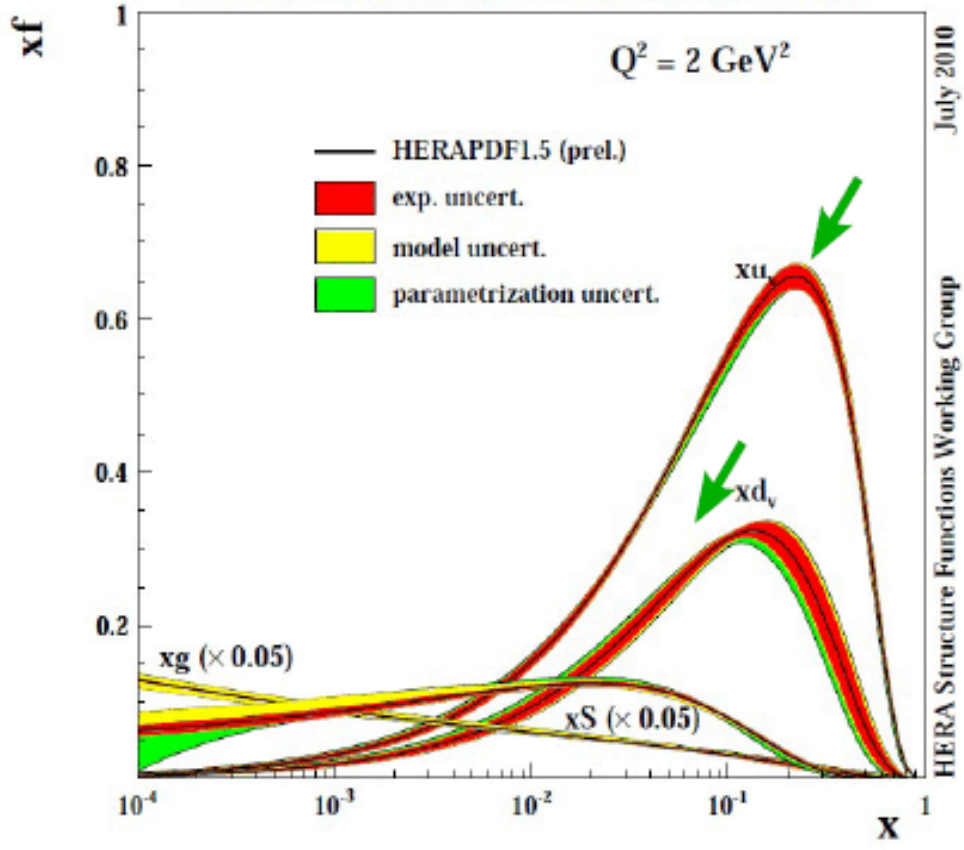 xf
1
0.8
0.6
0.4
0.2
Q² = 2 GeV²
HERAPDF1.5 (prel.)
exp. uncert.
model uncert.
parametrization uncert.
xuᵥ
xdᵥ
xg (× 0.05)
xS (× 0.05)
10⁻⁴ 10⁻³ 10⁻² 10⁻¹ 1
x
HERA Structure Functions Working Group July 2010